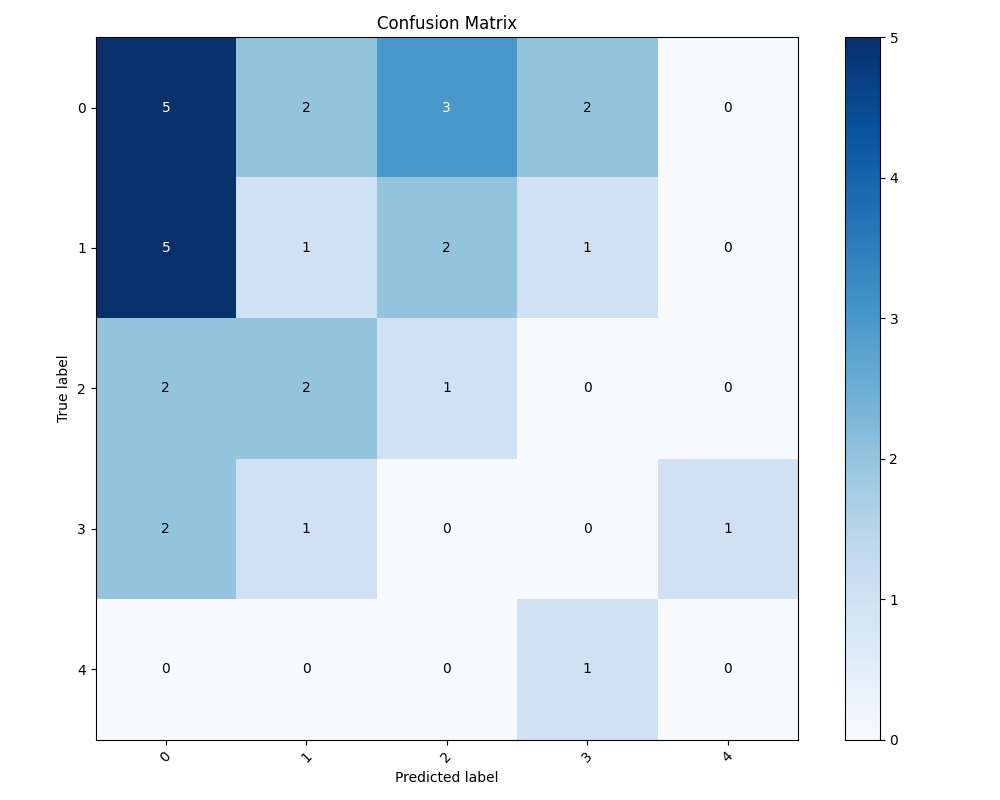 Confusion Matrix
0 5 2 3 2 0
1 5 1 2 1 0
2 2 2 1 0 0
3 2 1 0 0 1
4 0 0 0 1 0
0 1 2 3 4
True label
Predicted label
5
4
3
2
1
0